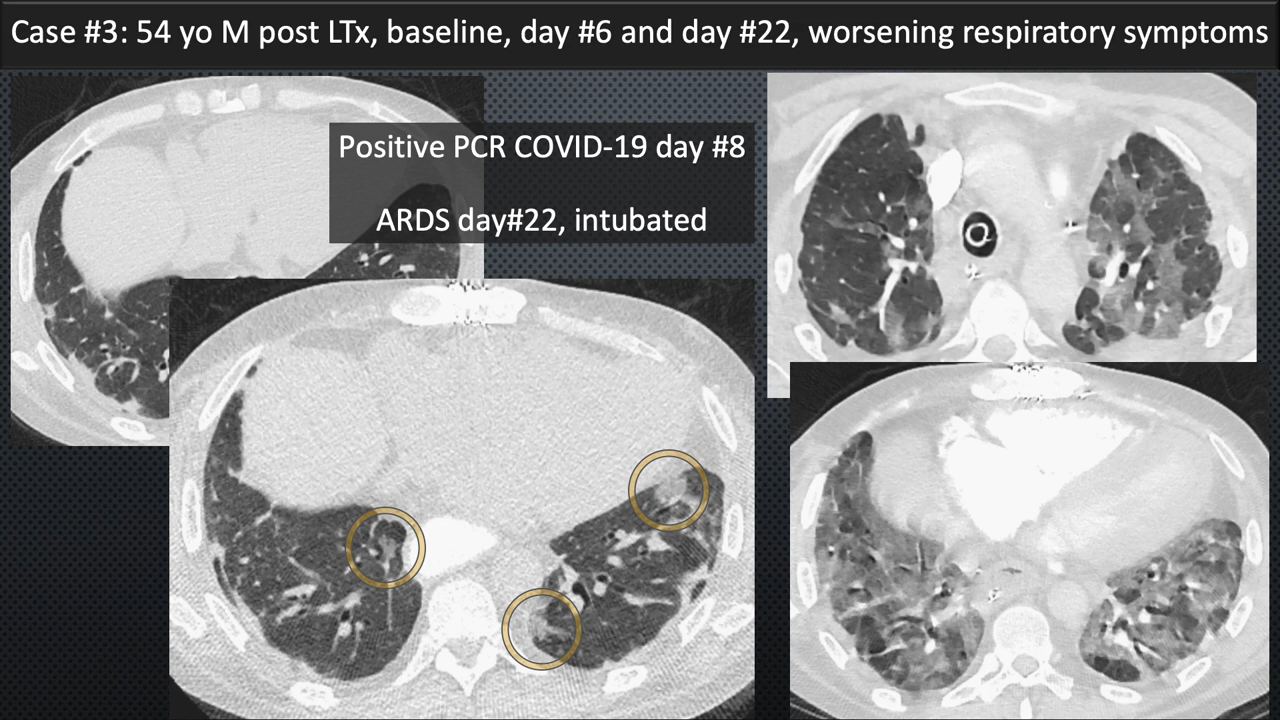 Case #3: 54 yo M post LTx, baseline, day #6 and day #22, worsening respiratory symptoms
Positive PCR COVID-19 day #8
ARDS day#22, intubated